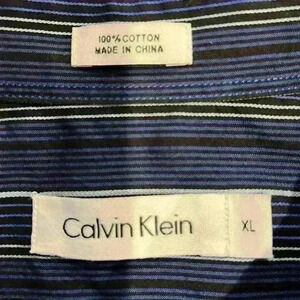 100% COTTON
MADE IN CHINA
Calvin Klein XL